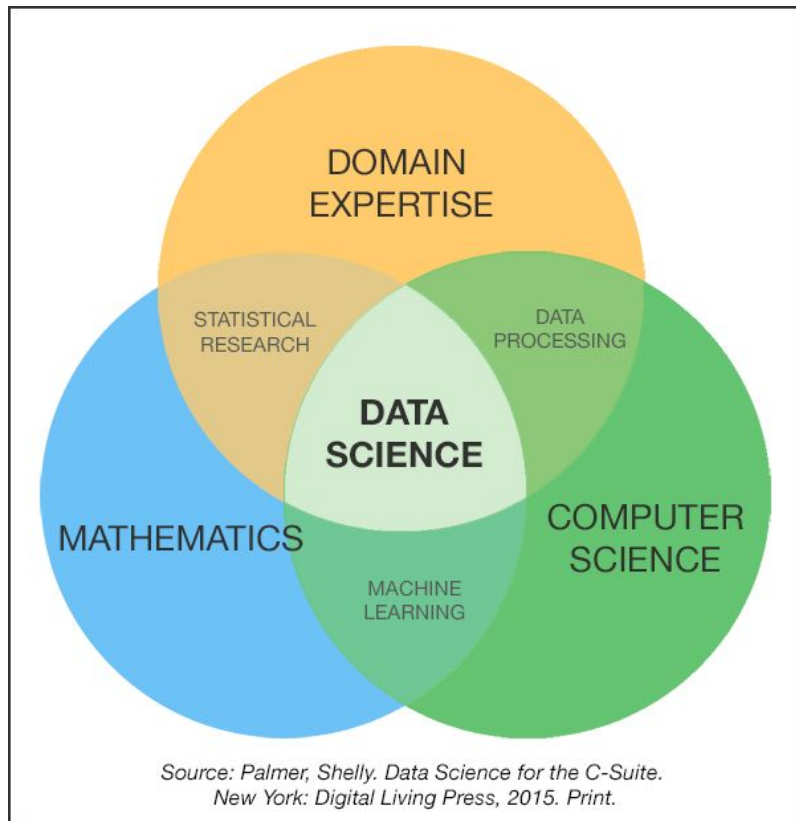 DOMAIN
EXPERTISE
STATISTICAL
RESEARCH
DATA
PROCESSING
DATA
SCIENCE
MATHEMATICS
COMPUTER
SCIENCE
MACHINE
LEARNING
Source: Palmer, Shelly. Data Science for the C-Suite.
New York: Digital Living Press, 2015. Print.